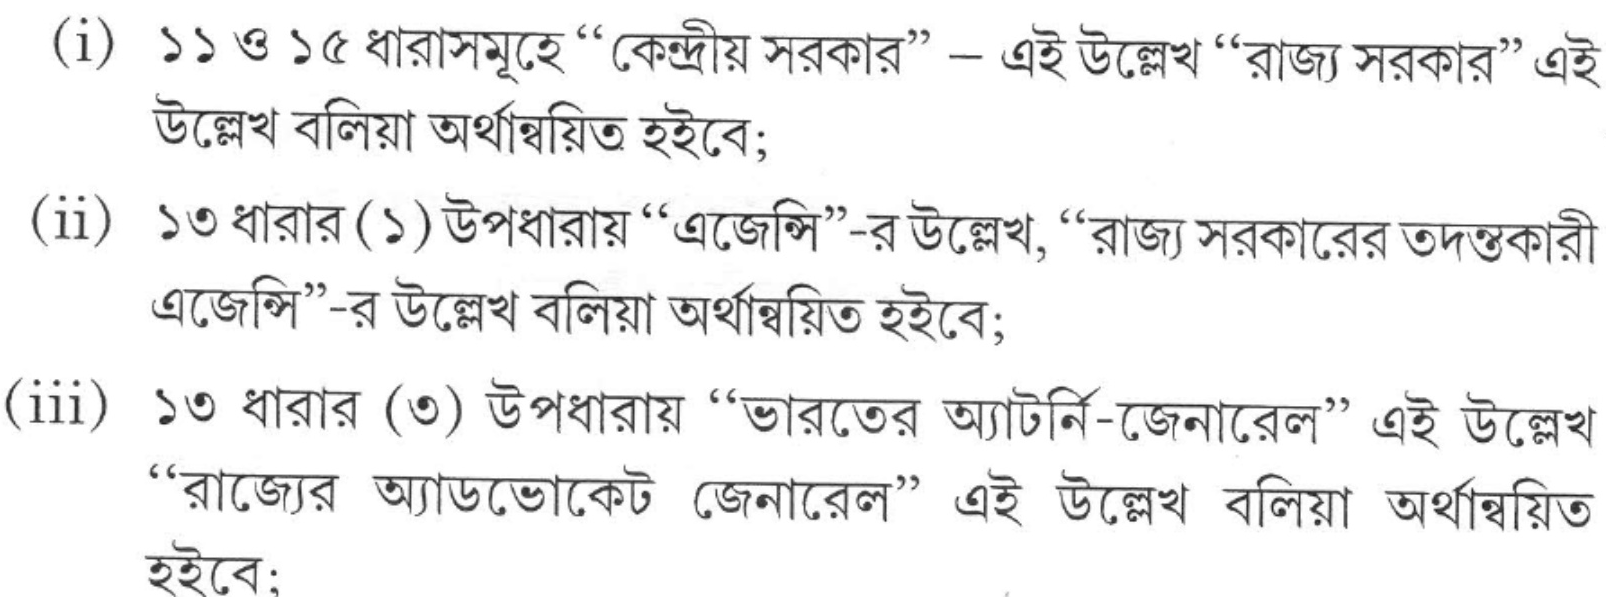 (i) ১১ ও ১৫ ধারাসমূহে “কেন্দ্রীয় সরকার” – এই উল্লেখ “রাজ্য সরকার” এই
উল্লেখ বলিয়া অর্থান্বয়িত হইবে;
(ii) ১৩ ধারার (১) উপধারায় “এজেন্সি”-র উল্লেখ, “রাজ্য সরকারের তদন্তকারী
এজেন্সি”-র উল্লেখ বলিয়া অর্থান্বয়িত হইবে;
(iii) ১৩ ধারার (৩) উপধারায় “ভারতের অ্যাটর্নি-জেনারেল” এই উল্লেখ
“রাজ্যের অ্যাডভোকেট জেনারেল” এই উল্লেখ বলিয়া অর্থান্বয়িত
হইবে;